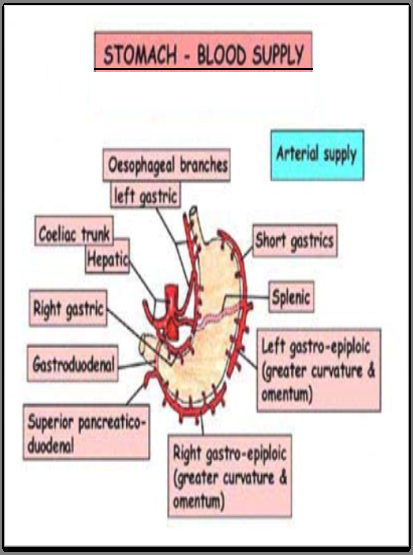 STOMACH - BLOOD SUPPLY
Arterial supply
Oesophageal branches
left gastric
Coeliac trunk
Hepatic
Short gastrics
Right gastric
Splenic
Gastroduodenal
Left gastro-epiploic
(greater curvature &
omentum)
Superior pancreatico-
duodenal
Right gastro-epiploic
(greater curvature &
omentum)